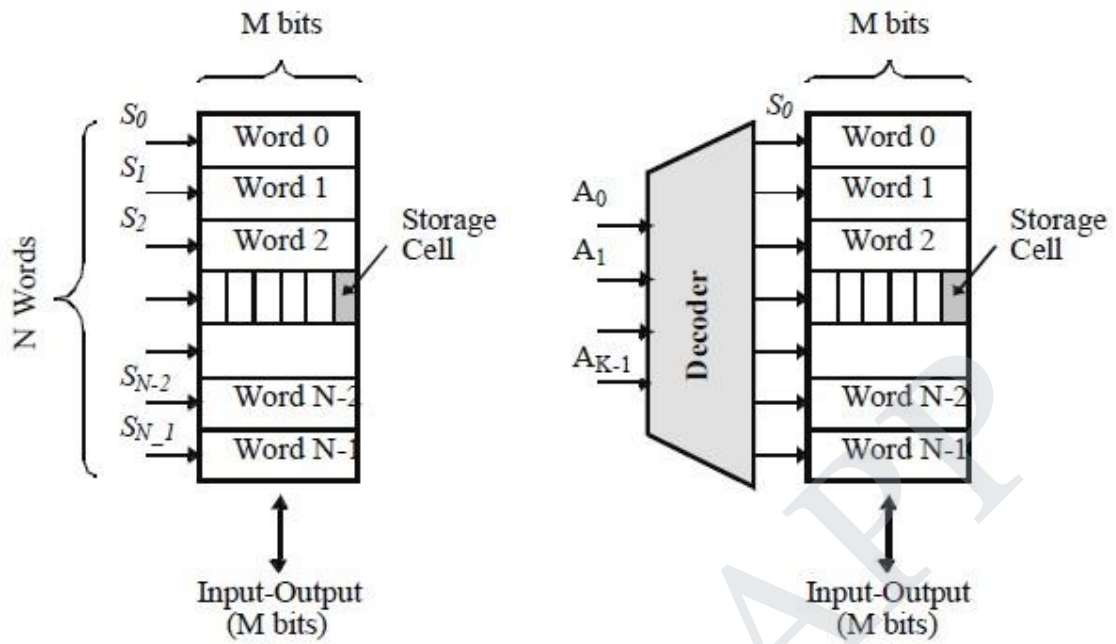 M bits
N Words
S0
S1
S2
SN-2
SN_1
Word 0
Word 1
Word 2
Word N-2
Word N-1
Storage
Cell
Input-Output
(M bits)
M bits
A0
A1
AK-1
Decoder
S0
Word 0
Word 1
Word 2
Word N-2
Word N-1
Storage
Cell
Input-Output
(M bits)
APP